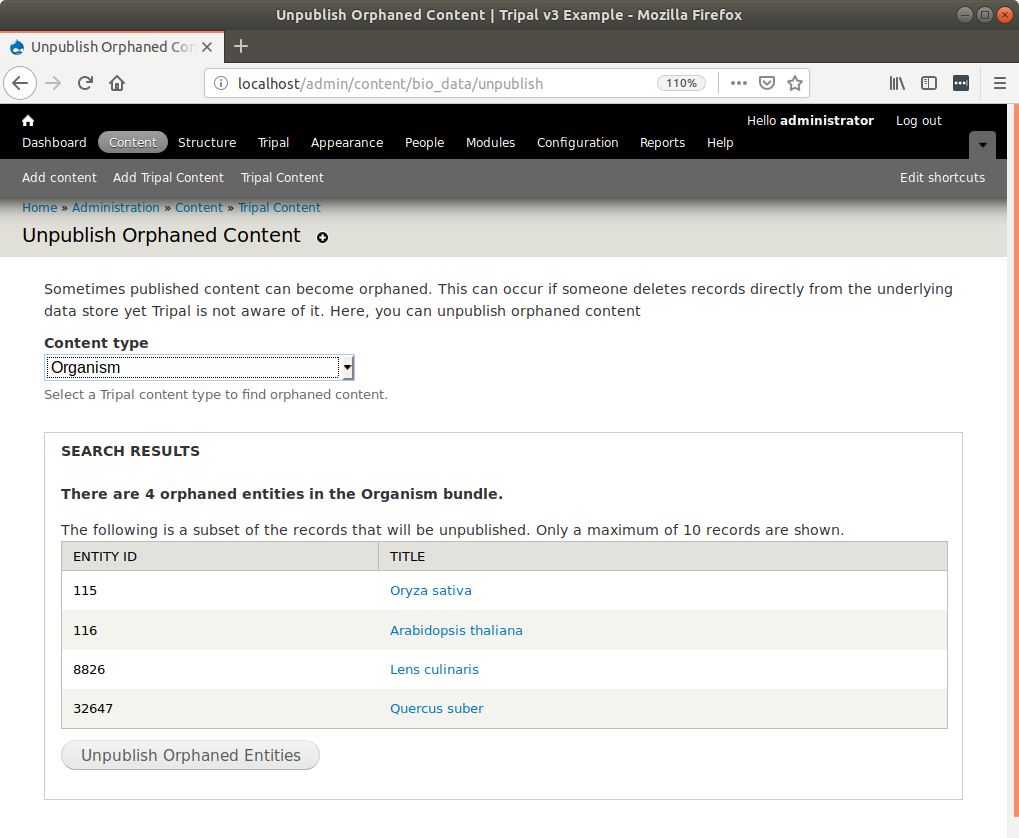 Unpublish Orphaned Content | Tripal v3 Example - Mozilla Firefox
Unpublish Orphaned Con
localhost/admin/content/bio_data/unpublish 110%
Hello administrator Log out
Dashboard Content Structure Tripal Appearance People Modules Configuration Reports Help
Add content Add Tripal Content Tripal Content Edit shortcuts
Home » Administration » Content » Tripal Content
Unpublish Orphaned Content
Sometimes published content can become orphaned. This can occur if someone deletes records directly from the underlying
data store yet Tripal is not aware of it. Here, you can unpublish orphaned content
Content type
Organism
Select a Tripal content type to find orphaned content.
SEARCH RESULTS
There are 4 orphaned entities in the Organism bundle.
The following is a subset of the records that will be unpublished. Only a maximum of 10 records are shown.
ENTITY ID TITLE
115 Oryza sativa
116 Arabidopsis thaliana
8826 Lens culinaris
32647 Quercus suber
Unpublish Orphaned Entities